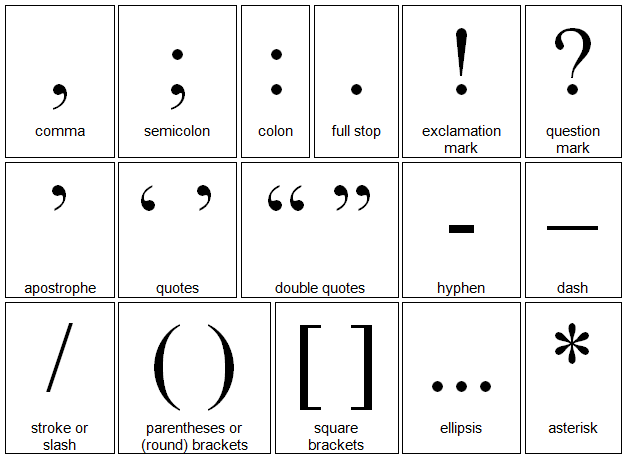 , ; : . ! ?
comma semicolon colon full stop exclamation question
mark mark
’ ‘ ’ “ ” - —
apostrophe quotes double quotes hyphen dash
/ ( ) [ ] ... *
stroke or parentheses or square ellipsis asterisk
slash (round) brackets brackets